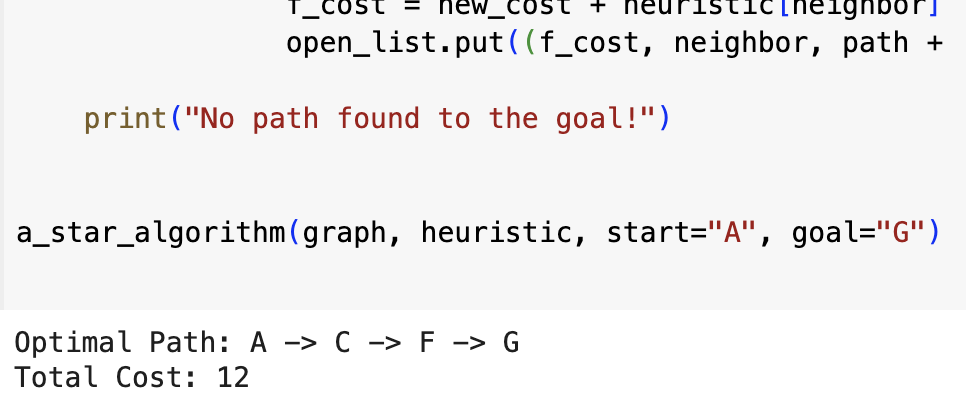 f_cost = new_cost + heuristic[neighbor]
open_list.put((f_cost, neighbor, path +
print("No path found to the goal!")
a_star_algorithm(graph, heuristic, start="A", goal="G")
Optimal Path: A -> C -> F -> G
Total Cost: 12